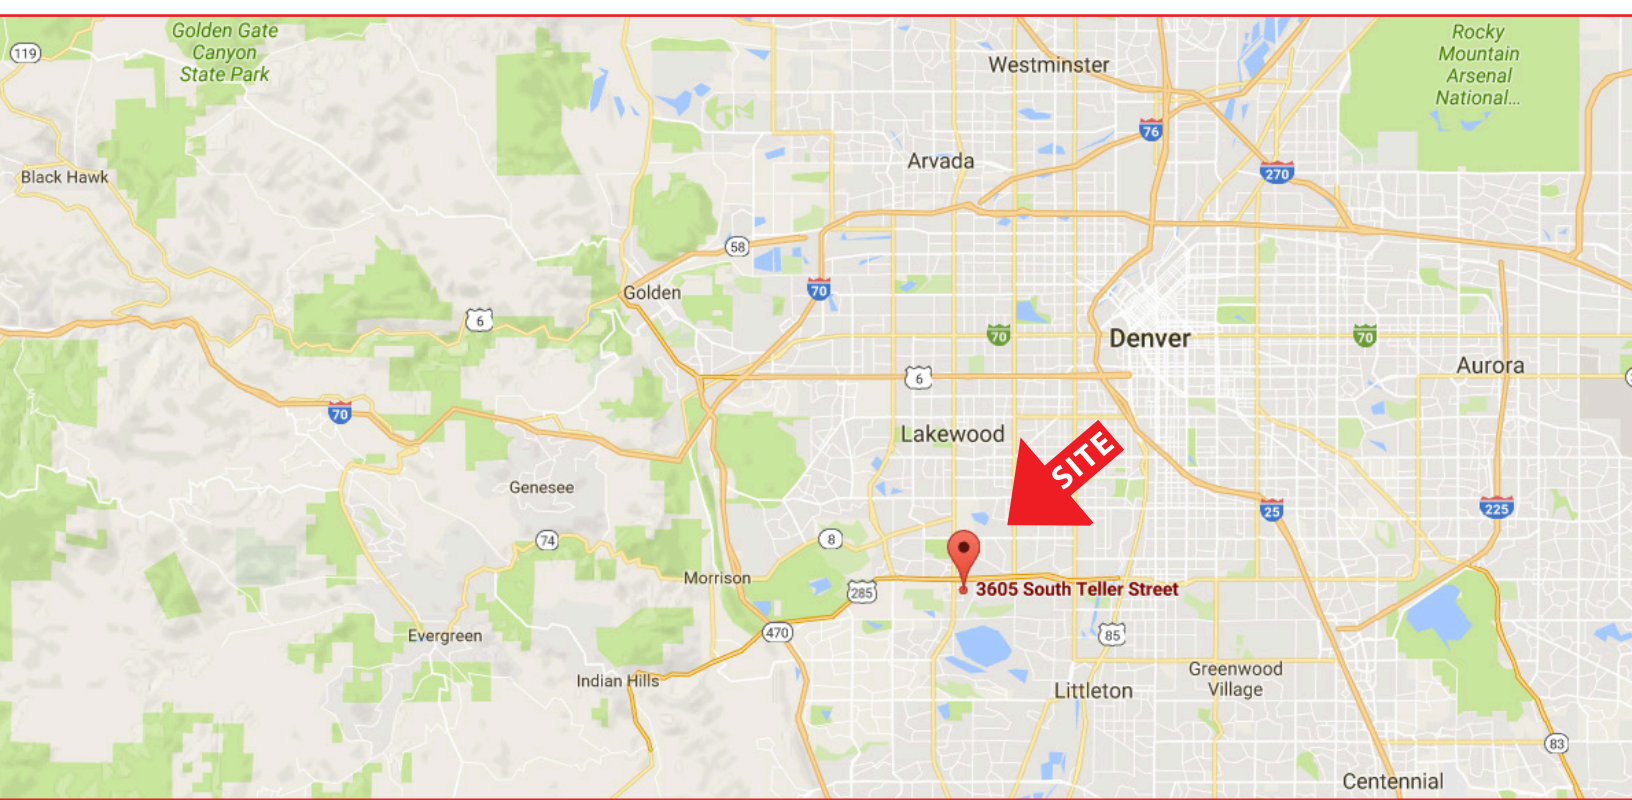 Golden Gate
Canyon
State Park
Rocky
Mountain
Arsenal
National...
119
Westminster
76
Arvada
270
Black Hawk
58
Golden
70
6
70
Denver
70
Aurora
6
70
Lakewood
SITE
Genesee
25
225
74
8
Morrison
285
3605 South Teller Street
470
85
Evergreen
Greenwood
Village
Indian Hills
Littleton
83
Centennial